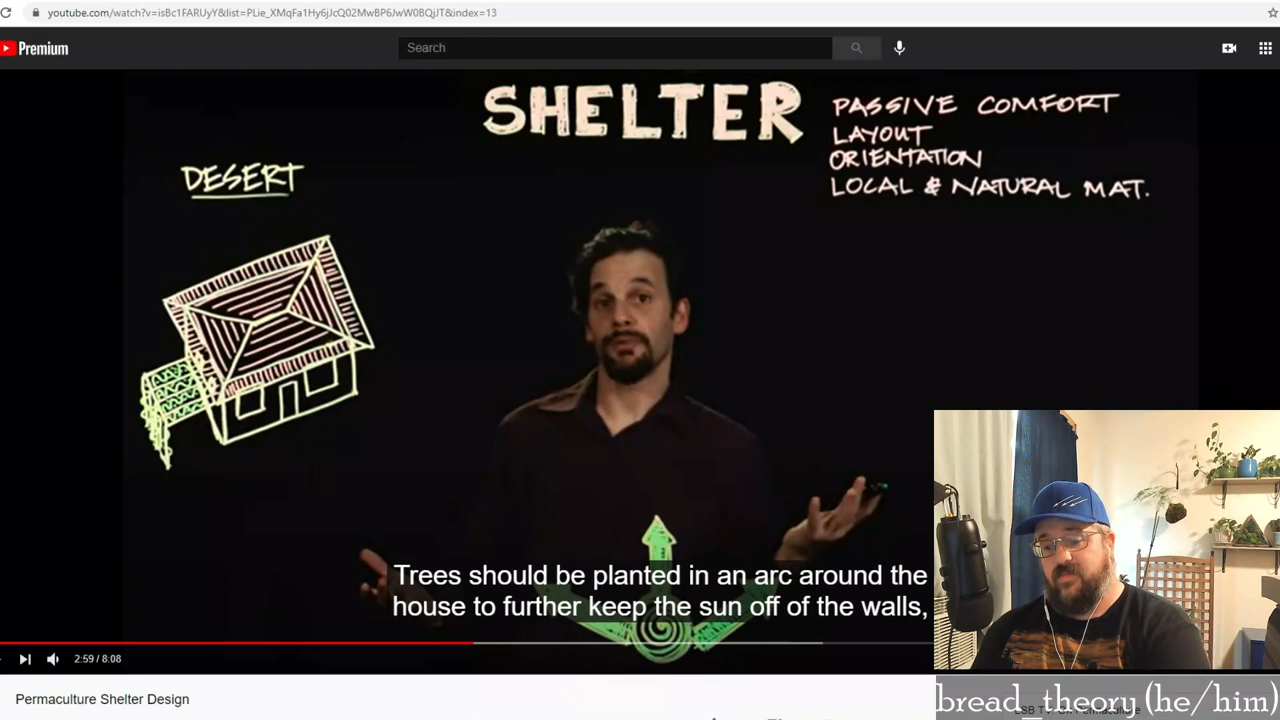 youtube.com/watch?v=isBc1FARUyY&list=PLie_XMqFa1Hy6jJcQ02MwBP6JwW0BQjJT&index=13
Premium
Search
SHELTER
PASSIVE COMFORT
LAYOUT
ORIENTATION
LOCAL & NATURAL MAT.
DESERT
Trees should be planted in an arc around the
house to further keep the sun off of the walls,
2:59 / 8:08
Permaculture Shelter Design
bread_theory (he/him)